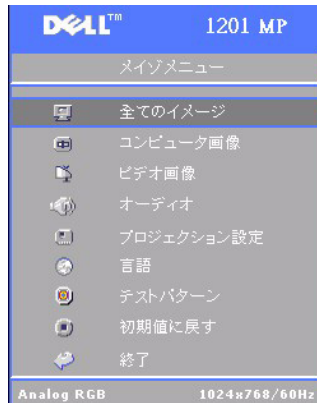 DELL™ 1201 MP
メイゾメニュー
全てのイメージ
コンピュータ画像
ビデオ画像
オーディオ
プロジェクション設定
言語
テストパターン
初期値に戻す
終了
Analog RGB 1024x768/60Hz